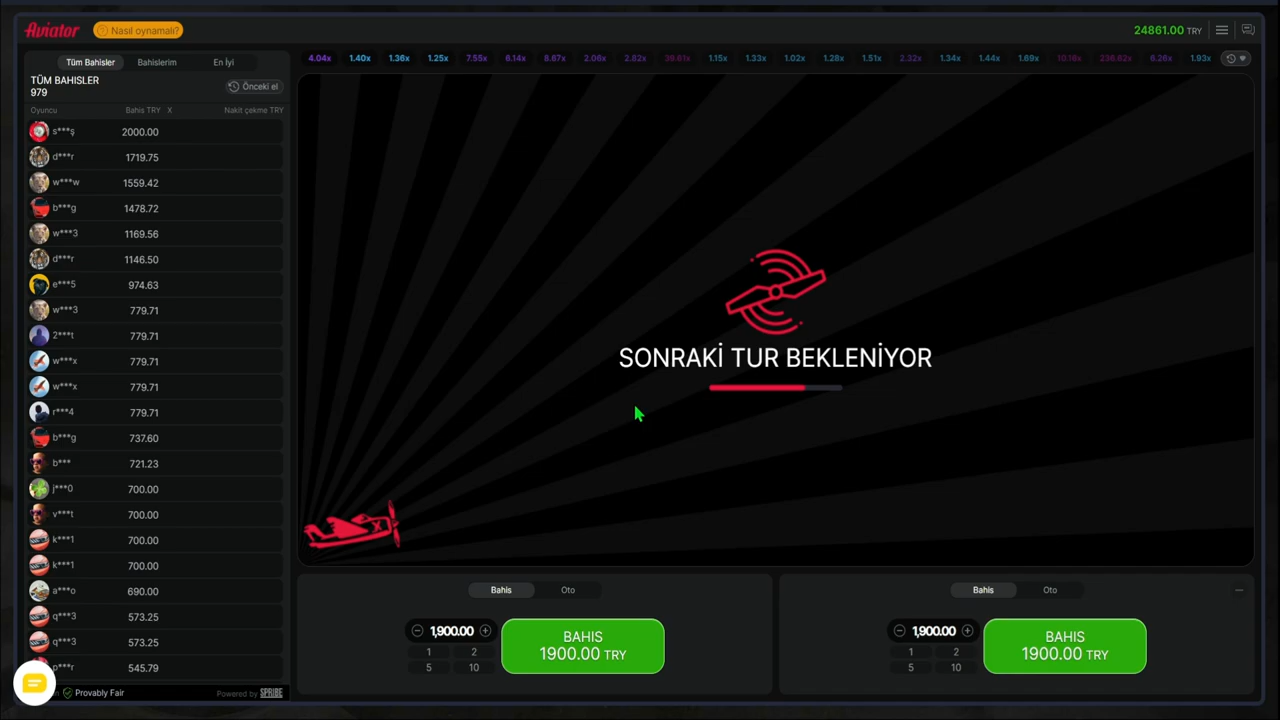 Aviator
Nasıl oynamalı?
24861.00 TRY
Tüm Bahisler Bahislerim En İyi
4.04x 1.40x 1.36x 1.25x 7.55x 6.14x 8.67x 2.06x 2.82x 39.61x 1.15x 1.33x 1.02x 1.28x 1.51x 2.32x 1.34x 1.44x 1.69x 10.16x 236.62x 6.26x 1.93x
TÜM BAHISLER
979
Önceki el
Oyuncu Bahis TRY X Nakit çekme TRY
s***ş 2000.00
d***r 1719.75
w***w 1559.42
b***g 1478.72
w***3 1169.56
d***r 1146.50
e***5 974.63
w***3 779.71
2***t 779.71
w***x 779.71
w***x 779.71
r***4 779.71
b***g 737.60
b*** 721.23
j***0 700.00
v***t 700.00
k***1 700.00
k***1 700.00
a***o 690.00
q***3 573.25
q***3 573.25
p***r 545.79
Provably Fair
Powered by SPRIBE
SONRAKİ TUR BEKLENİYOR
Bahis Oto
1,900.00
1 2
5 10
BAHIS
1900.00 TRY
Bahis Oto
1,900.00
1 2
5 10
BAHIS
1900.00 TRY